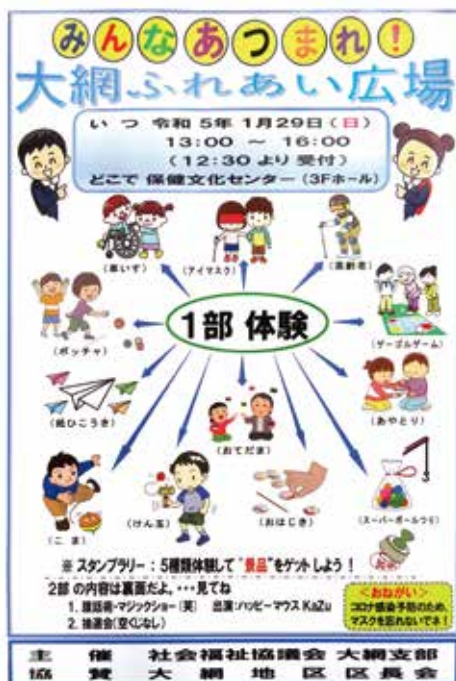 みんなあつまれ！
大網ふれあい広場
いつ 令和5年 1月29日(日)
13:00 ～ 16:00
(12:30 より 受付)
どこで 保健文化センター (3Fホール)
(車いす)
(アイマスク)
(高齢者)
(ボッチャ)
1部 体験
(ゲーゴルゲーム)
(紙ひこうき)
(おてだま)
(あやとり)
(こま)
(けん玉)
(おはじき)
(スーパーボールつり)
※ スタンプラリー：5種類体験して"景品"をゲットしよう！
2部 の内容は裏面だよ，･･･見てね
1. 腹話術･マジックショー(笑) 出演：ハッピーマウス KaZu
2. 抽選会(空くじなし)
＜おねがい＞
コロナ感染予防のため、
マスクを忘れないでネ！
主 催 社会福祉協議会 大網支部
協 賛 大 網 地 区 区 長 会